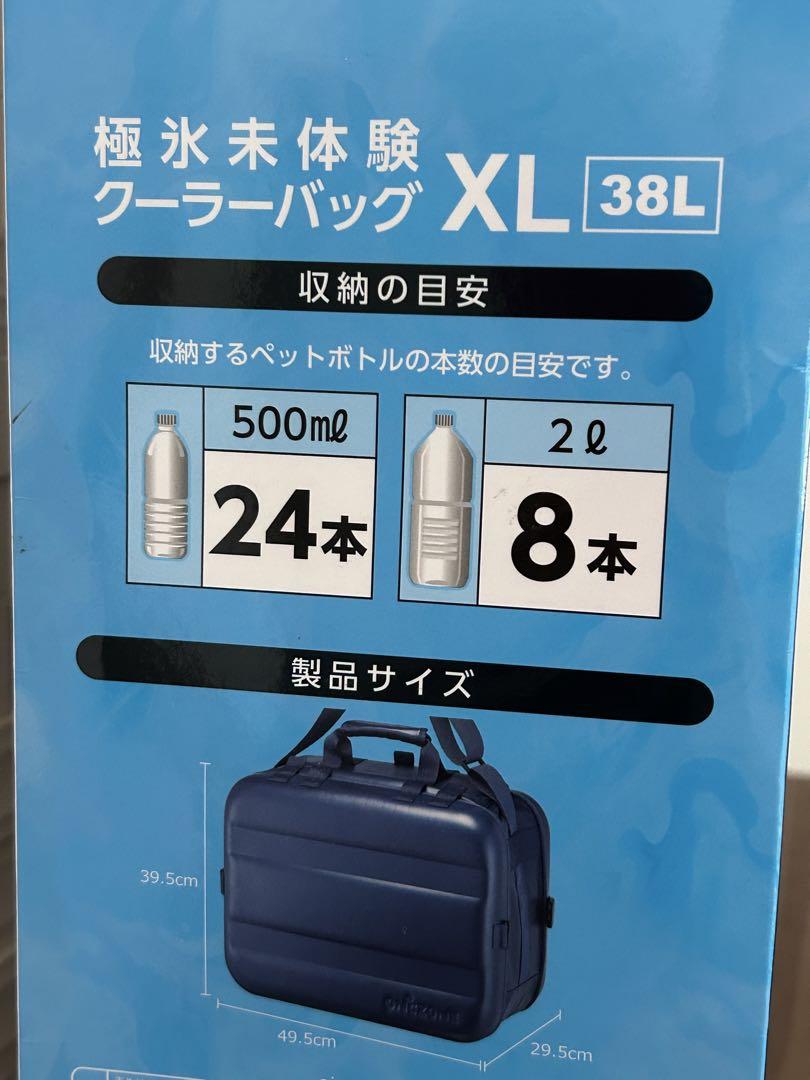 極氷未体験
クーラーバッグ XL 38L
収納の目安
収納するペットボトルの本数の目安です。
500mℓ
24本
2ℓ
8本
製品サイズ
39.5cm
49.5cm
29.5cm